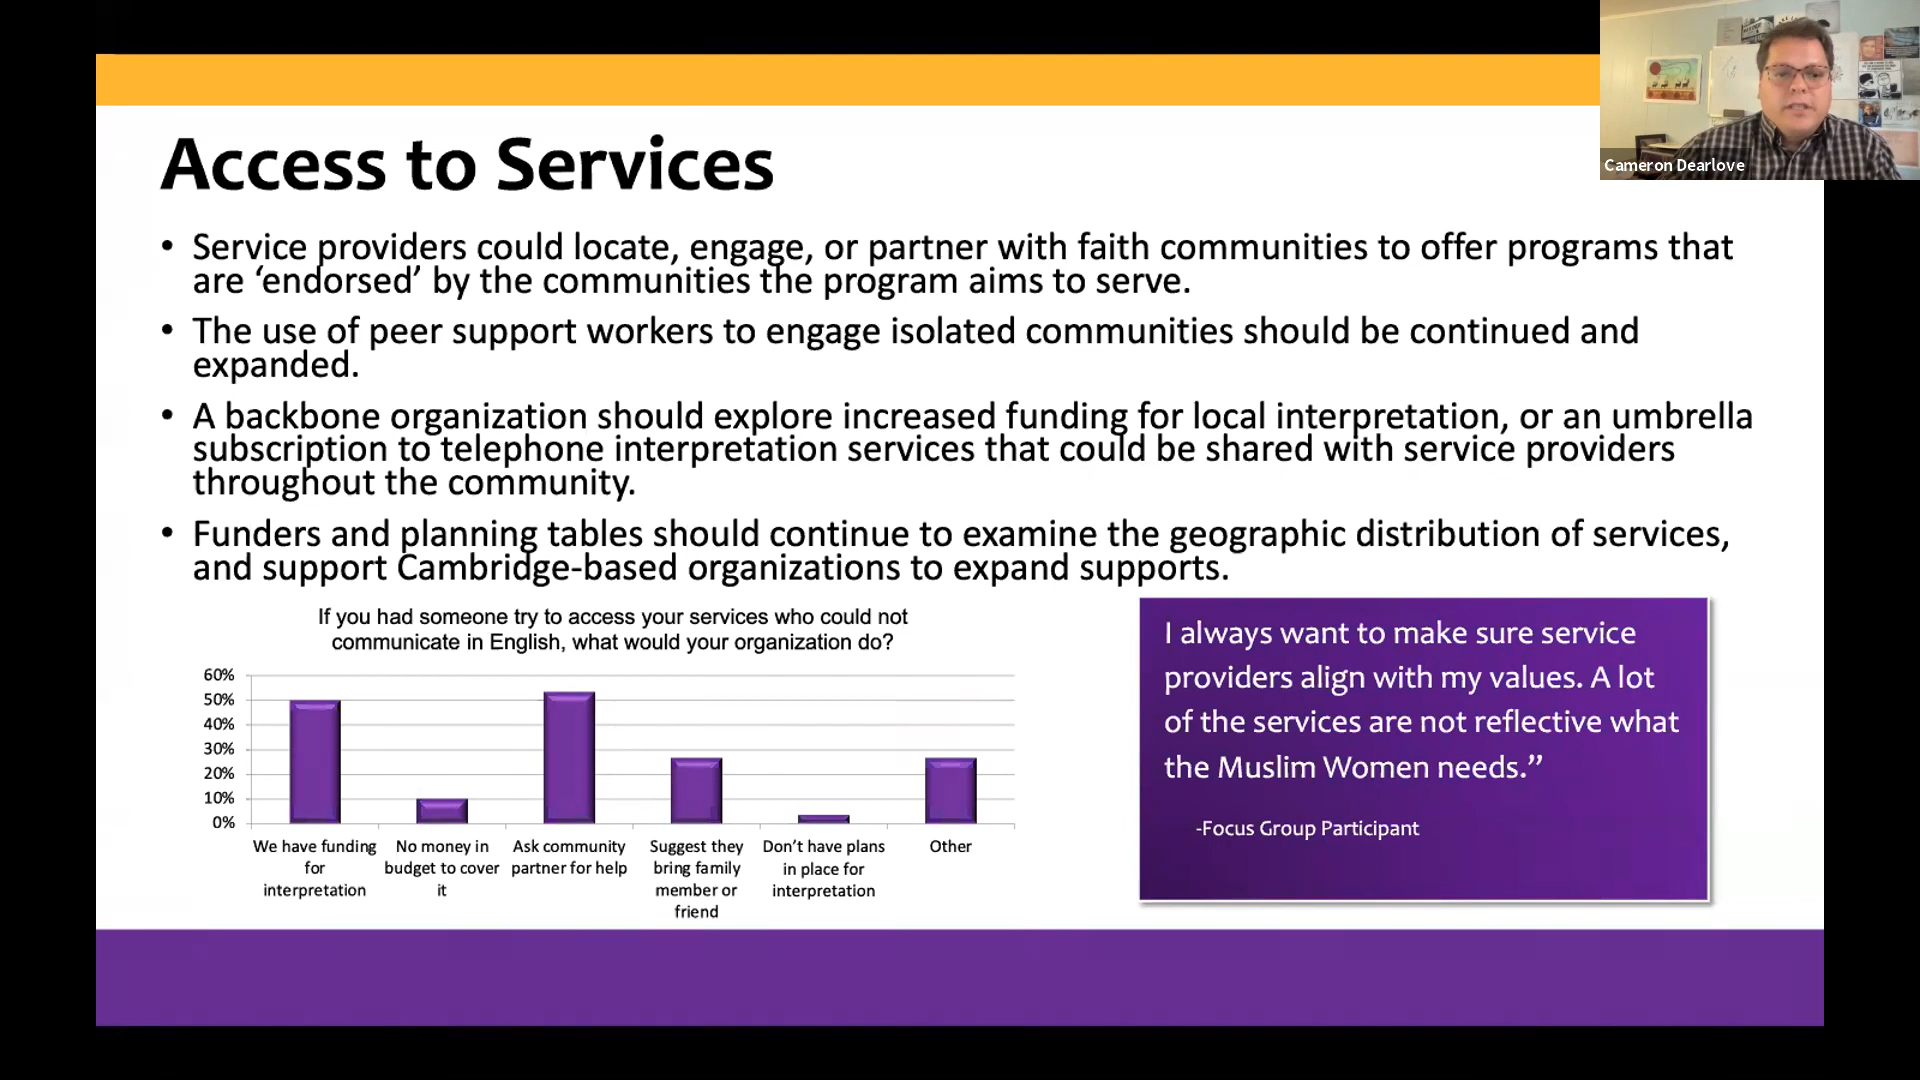 Cameron Dearlove
Access to Services
• Service providers could locate, engage, or partner with faith communities to offer programs that
are ‘endorsed’ by the communities the program aims to serve.
• The use of peer support workers to engage isolated communities should be continued and
expanded.
• A backbone organization should explore increased funding for local interpretation, or an umbrella
subscription to telephone interpretation services that could be shared with service providers
throughout the community.
• Funders and planning tables should continue to examine the geographic distribution of services,
and support Cambridge-based organizations to expand supports.
If you had someone try to access your services who could not
communicate in English, what would your organization do?
60%
50%
40%
30%
20%
10%
0%
We have funding
for
interpretation
No money in
budget to cover
it
Ask community
partner for help
Suggest they
bring family
member or
friend
Don’t have plans
in place for
interpretation
Other
I always want to make sure service
providers align with my values. A lot
of the services are not reflective what
the Muslim Women needs.”
-Focus Group Participant